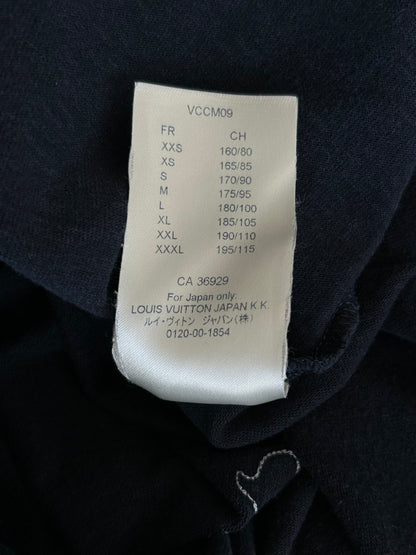 VCCM09
FR CH
XXS 160/80
XS 165/85
S 170/90
M 175/95
L 180/100
XL 185/105
XXL 190/110
XXXL 195/115
CA 36929
For Japan only:
LOUIS VUITTON JAPAN K.K.
ルイ・ヴィトン ジャパン(株)
0120-00-1854